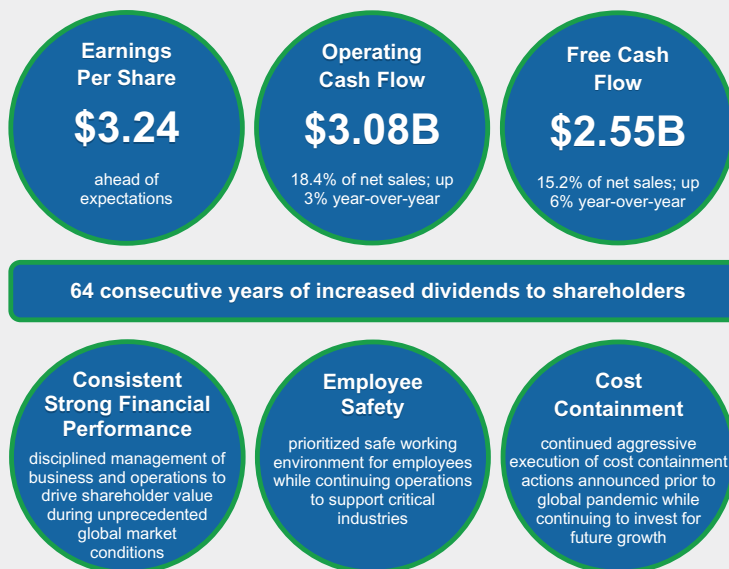 Earnings
Per Share
$3.24
ahead of
expectations
Operating
Cash Flow
$3.08B
18.4% of net sales; up
3% year-over-year
Free Cash
Flow
$2.55B
15.2% of net sales; up
6% year-over-year
64 consecutive years of increased dividends to shareholders
Consistent
Strong Financial
Performance
disciplined management of
business and operations to
drive shareholder value
during unprecedented
global market
conditions
Employee
Safety
prioritized safe working
environment for employees
while continuing operations
to support critical
industries
Cost
Containment
continued aggressive
execution of cost containment
actions announced prior to
global pandemic while
continuing to invest for
future growth